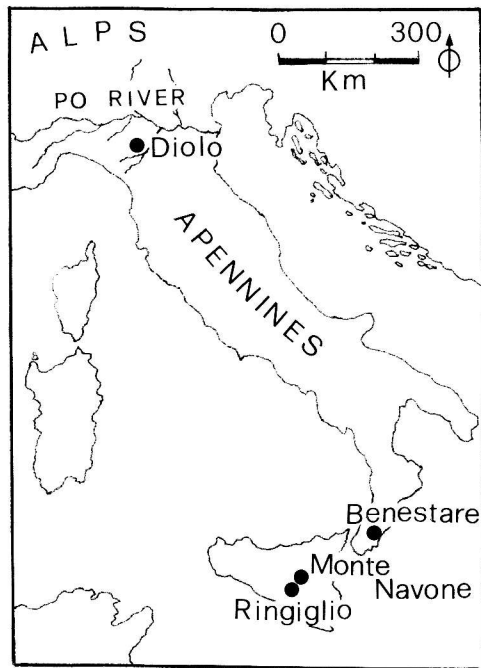 ALPS
0 300
Km
PO RIVER
Diolo
APENNINES
Benestare
Monte
Navone
Ringiglio